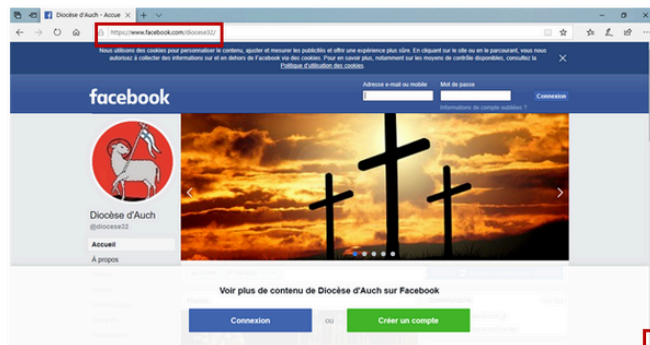 Diocèse d'Auch - Accue
https://www.facebook.com/diocese32/
Nous utilisons des cookies pour personnaliser le contenu, ajuster et mesurer les publicités et offrir une expérience plus sûre. En cliquant sur le site ou en le parcourant, vous nous
autorisez à collecter des informations sur et en dehors de Facebook via des cookies. Pour en savoir plus, notamment sur les moyens de contrôle disponibles, consultez la
Politique d'utilisation des cookies.
facebook
Adresse e-mail ou mobile Mot de passe
Connexion
Informations de compte oubliées ?
Diocèse d'Auch
@diocese32
Accueil
À propos
Voir plus de contenu de Diocèse d'Auch sur Facebook
Connexion ou Créer un compte